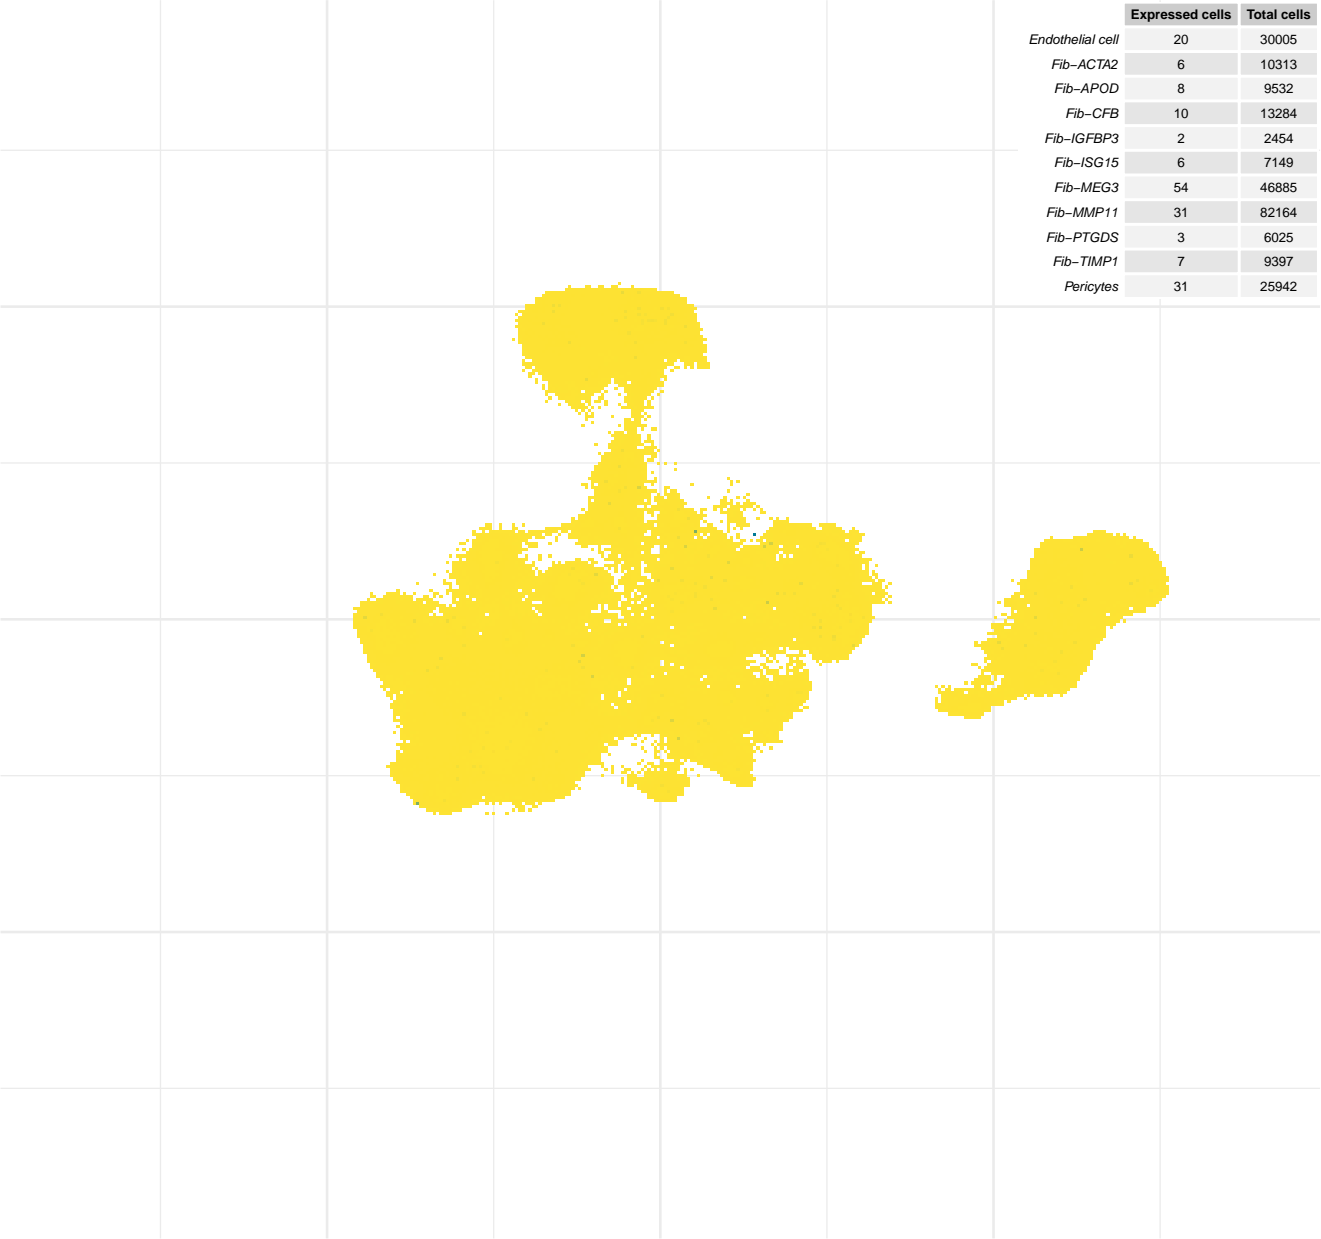 Expressed cells Total cells
Endothelial cell 20 30005
Fib−ACTA2 6 10313
Fib−APOD 8 9532
Fib−CFB 10 13284
Fib−IGFBP3 2 2454
Fib−ISG15 6 7149
Fib−MEG3 54 46885
Fib−MMP11 31 82164
Fib−PTGDS 3 6025
Fib−TIMP1 7 9397
Pericytes 31 25942